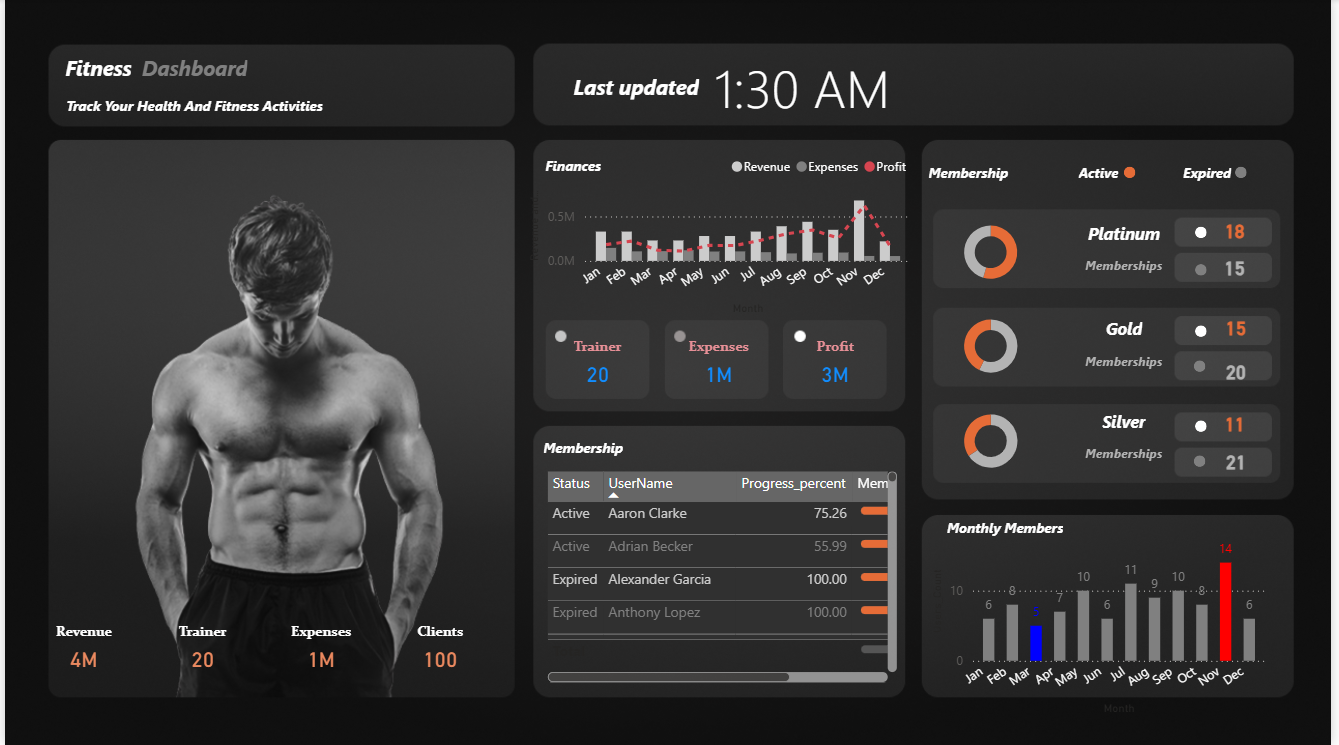 Fitness Dashboard
Track Your Health And Fitness Activities
Last updated 1:30 AM
Revenue Trainer Expenses Clients
4M 20 1M 100
Finances
Revenue Expenses Profit
0.5M
0.0M
Jan Feb Mar Apr May Jun Jul Aug Sep Oct Nov Dec
Month
Trainer Expenses Profit
20 1M 3M
Membership
Status UserName Progress_percent Mem
Active Aaron Clarke 75.26
Active Adrian Becker 55.99
Expired Alexander Garcia 100.00
Expired Anthony Lopez 100.00
Membership Active Expired
Platinum 18
Memberships 15
Gold 15
Memberships 20
Silver 11
Memberships 21
Monthly Members
10
0
6 8 5 7 10 6 11 9 10 8 14 6
Jan Feb Mar Apr May Jun Jul Aug Sep Oct Nov Dec
Month